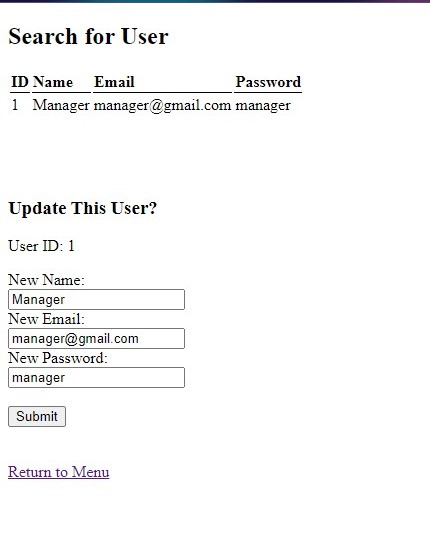 Search for User
ID Name Email Password
1 Manager manager@gmail.com manager
Update This User?
User ID: 1
New Name:
Manager
New Email:
manager@gmail.com
New Password:
manager
Submit
Return to Menu